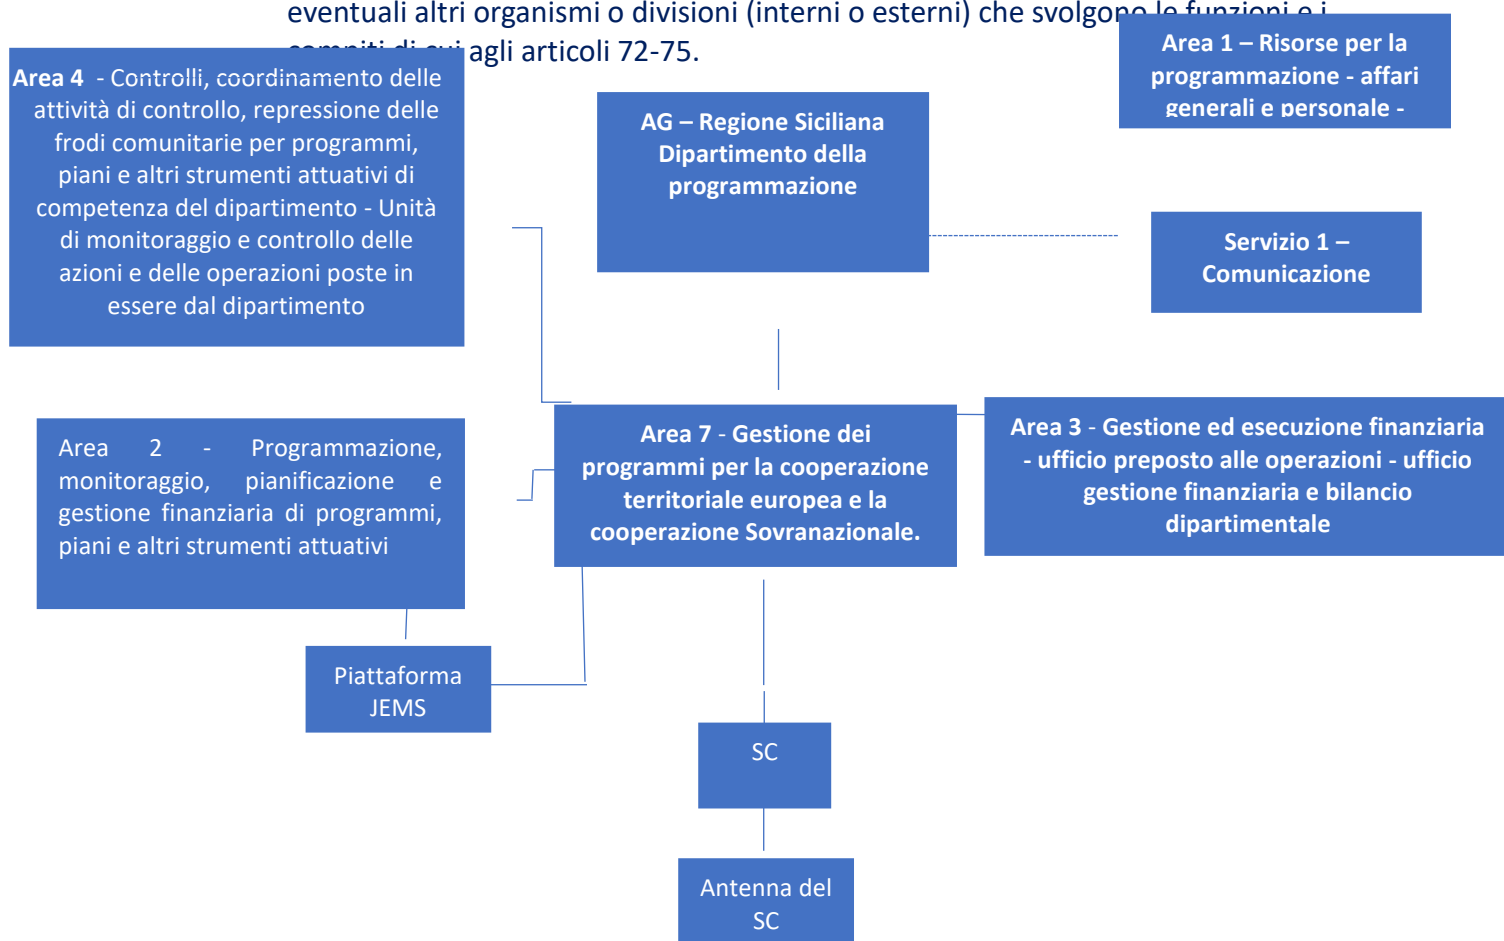 eventuali altri organismi o divisioni (interni o esterni) che svolgono le funzioni e i
compiti di cui agli articoli 72-75.
Area 1 – Risorse per la
programmazione - affari
generali e personale -
Area 4 - Controlli, coordinamento delle
attività di controllo, repressione delle
frodi comunitarie per programmi,
piani e altri strumenti attuativi di
competenza del dipartimento - Unità
di monitoraggio e controllo delle
azioni e delle operazioni poste in
essere dal dipartimento
AG – Regione Siciliana
Dipartimento della
programmazione
Servizio 1 –
Comunicazione
Area 2 - Programmazione,
monitoraggio, pianificazione e
gestione finanziaria di programmi,
piani e altri strumenti attuativi
Area 7 - Gestione dei
programmi per la cooperazione
territoriale europea e la
cooperazione Sovranazionale.
Area 3 - Gestione ed esecuzione finanziaria
- ufficio preposto alle operazioni - ufficio
gestione finanziaria e bilancio
dipartimentale
Piattaforma
JEMS
SC
Antenna del
SC